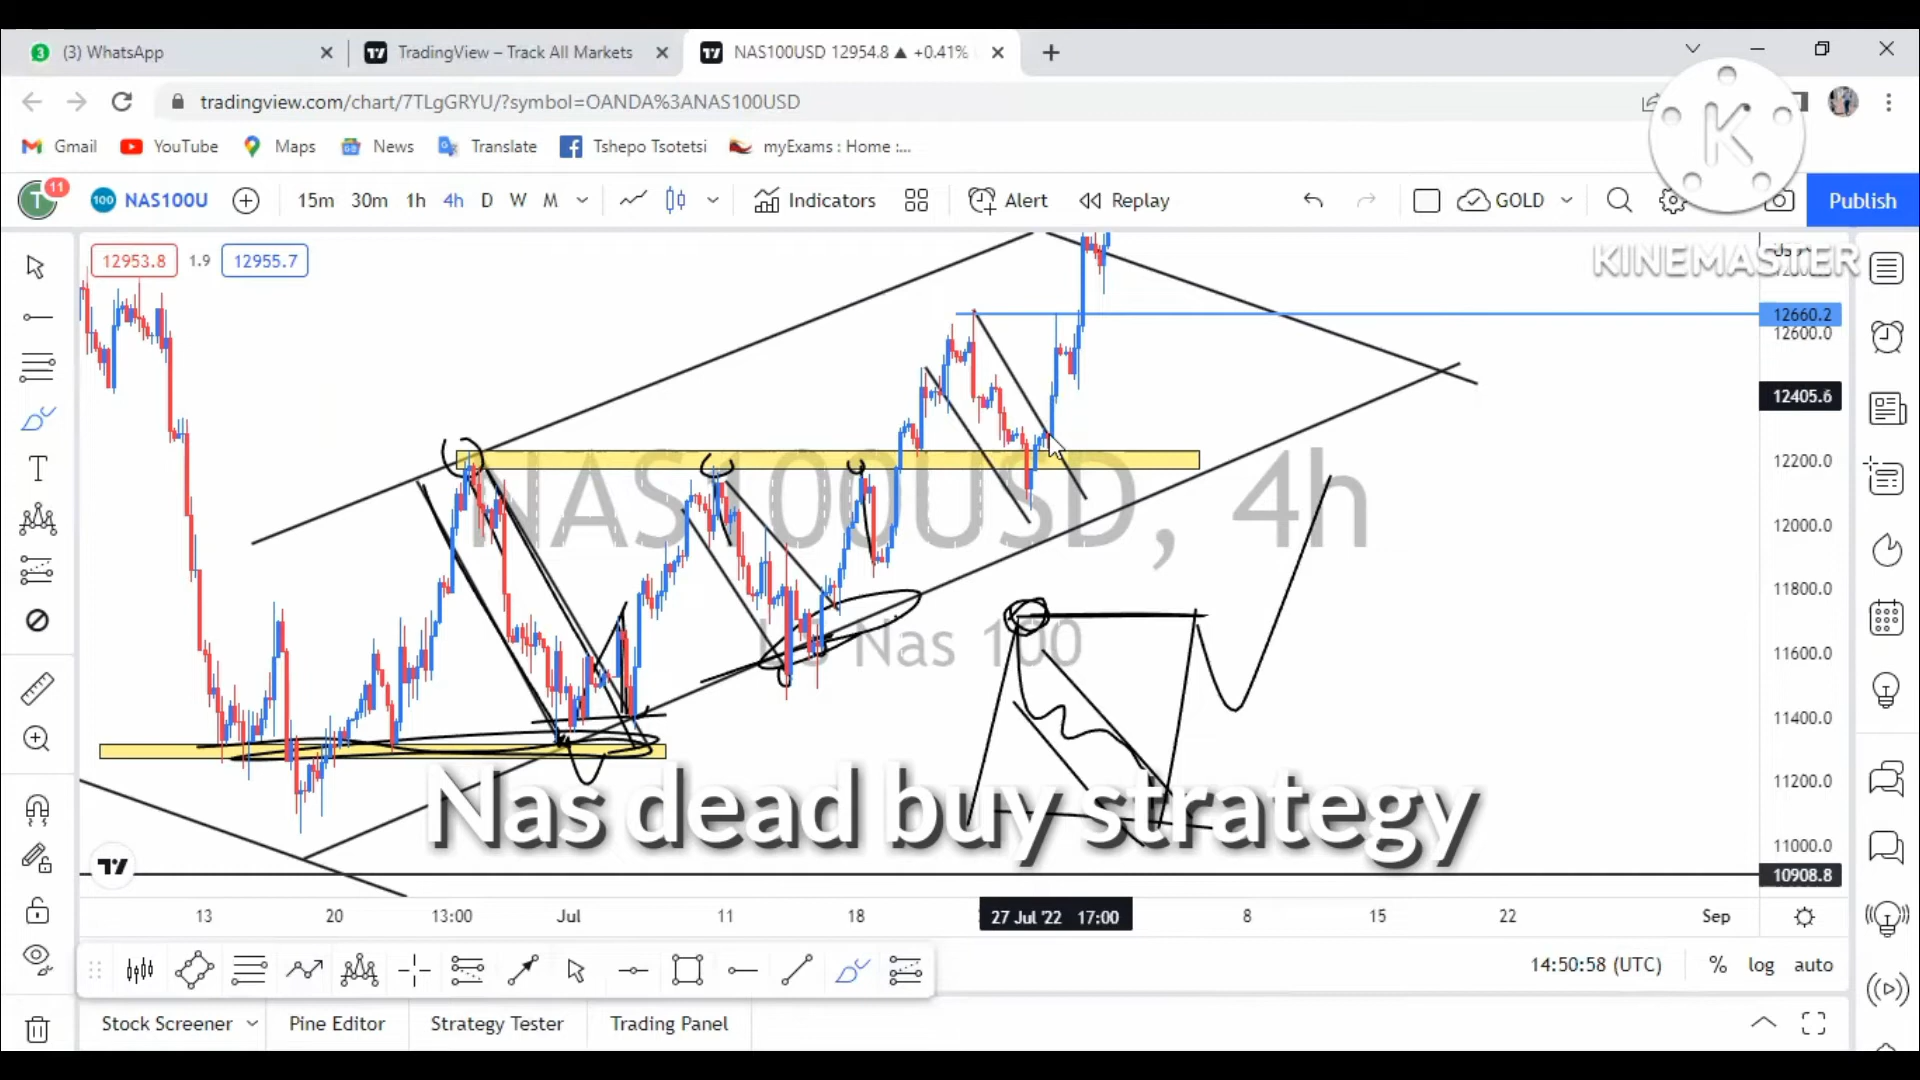 3 (3) WhatsApp
TradingView – Track All Markets
NAS100USD 12954.8 ▲ +0.41%
tradingview.com/chart/7TLgGRYU/?symbol=OANDA%3ANAS100USD
Gmail YouTube Maps News Translate Tshepo Tsotetsi myExams : Home :...
T 11 100 NAS100U 15m 30m 1h 4h D W M Indicators Alert Replay GOLD Publish
K
KINEMASTER
12953.8 1.9 12955.7
12660.2
12600.0
12405.6
12200.0
12000.0
11800.0
11600.0
11400.0
11200.0
11000.0
10908.8
NAS100USD, 4h
US Nas 100
Nas dead buy strategy
13 20 13:00 Jul 11 18 27 Jul '22 17:00 8 15 22 Sep
14:50:58 (UTC) % log auto
Stock Screener Pine Editor Strategy Tester Trading Panel